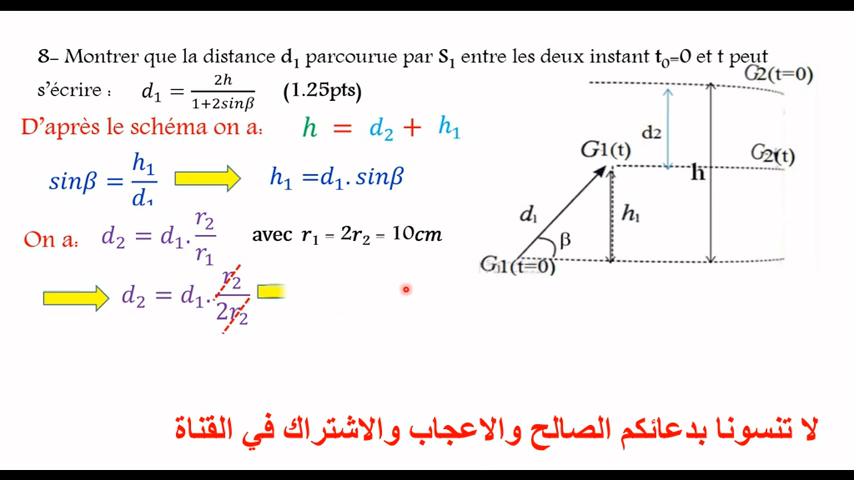 8– Montrer que la distance d₁ parcourue par S₁ entre les deux instant t₀=0 et t peut
s'écrire : d₁ = 2h / (1+2sinβ) (1.25pts)
D'après le schéma on a: h = d₂ + h₁
sinβ = h₁ / d₁ h₁ =d₁. sinβ
On a: d₂ = d₁. r₂ / r₁ avec r₁ = 2r₂ = 10cm
d₂ = d₁. r₂ / 2r₂
G2(t=0)
d2
G1(t)
G2(t)
h
d₁
h₁
β
G1(t=0)
لا تنسونا بدعائكم الصالح والاعجاب والاشتراك في القناة